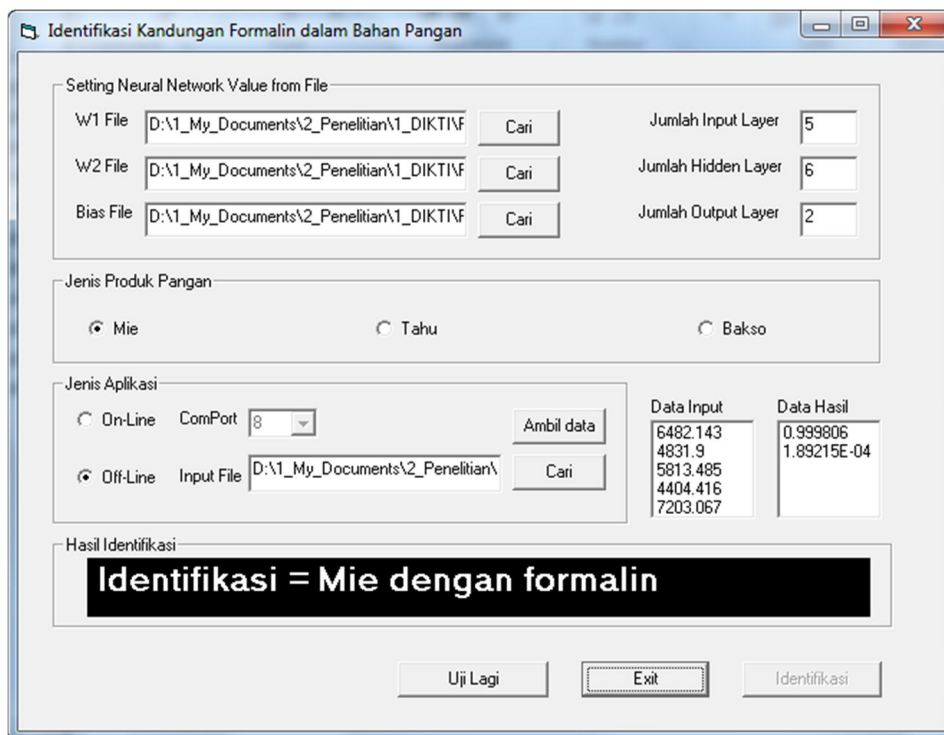 Identifikasi Kandungan Formalin dalam Bahan Pangan
Setting Neural Network Value from File
W1 File D:\1_My_Documents\2_Penelitian\1_DIKTI\F Cari Jumlah Input Layer 5
W2 File D:\1_My_Documents\2_Penelitian\1_DIKTI\F Cari Jumlah Hidden Layer 6
Bias File D:\1_My_Documents\2_Penelitian\1_DIKTI\F Cari Jumlah Output Layer 2
Jenis Produk Pangan
Mie Tahu Bakso
Jenis Aplikasi
On-Line ComPort 8 Ambil data
Off-Line Input File D:\1_My_Documents\2_Penelitian\ Cari
Data Input
6482.143
4831.9
5813.485
4404.416
7203.067
Data Hasil
0.999806
1.89215E-04
Hasil Identifikasi
Identifikasi = Mie dengan formalin
Uji Lagi Exit Identifikasi